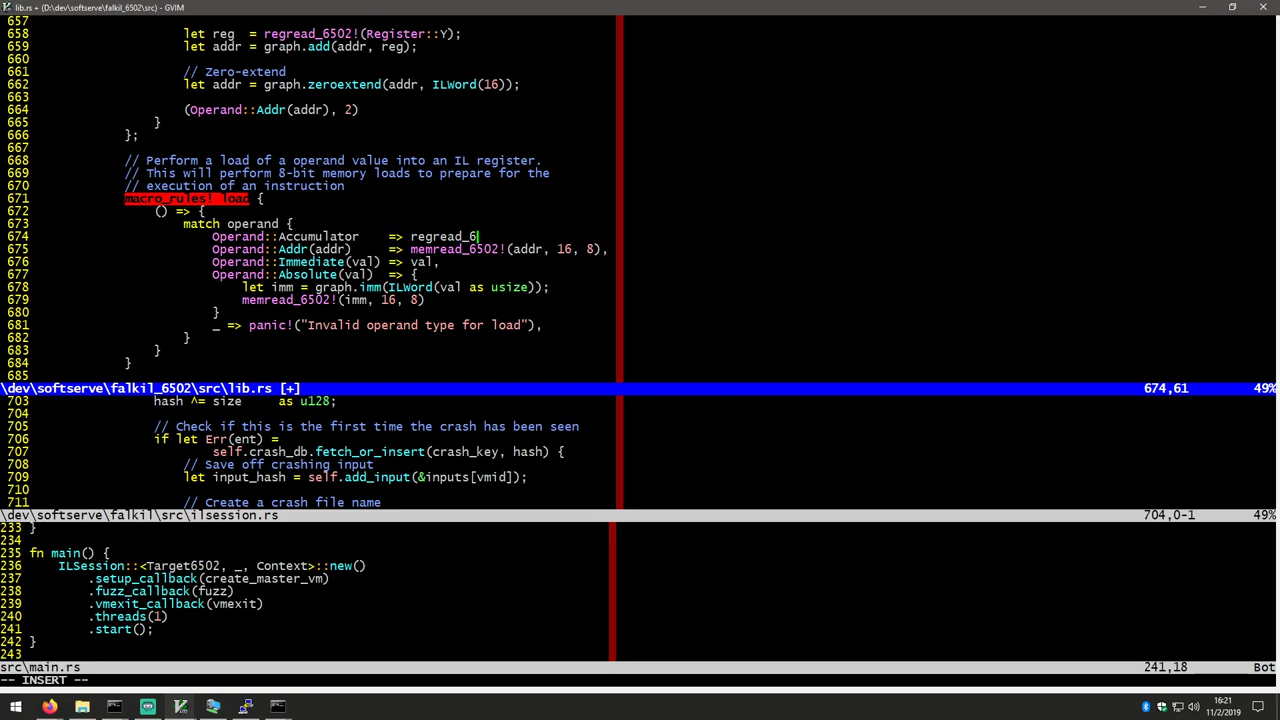 lib.rs + (D:\dev\softserve\falkil_6502\src) - GVIM
657
658 let reg  = regread_6502!(Register::Y);
659 let addr = graph.add(addr, reg);
660
661 // Zero-extend
662 let addr = graph.zeroextend(addr, ILWord(16));
663
664 (Operand::Addr(addr), 2)
665 }
666 };
667
668 // Perform a load of a operand value into an IL register.
669 // This will perform 8-bit memory loads to prepare for the
670 // execution of an instruction
671 macro_rules! load {
672 () => {
673 match operand {
674 Operand::Accumulator    => regread_6
675 Operand::Addr(addr)     => memread_6502!(addr, 16, 8),
676 Operand::Immediate(val) => val,
677 Operand::Absolute(val)  => {
678 let imm = graph.imm(ILWord(val as usize));
679 memread_6502!(imm, 16, 8)
680 }
681 _ => panic!("Invalid operand type for load"),
682 }
683 }
684 }
685
\dev\softserve\falkil_6502\src\lib.rs [+] 674,61 49%
703 hash ^= size     as u128;
704
705 // Check if this is the first time the crash has been seen
706 if let Err(ent) =
707 self.crash_db.fetch_or_insert(crash_key, hash) {
708 // Save off crashing input
709 let input_hash = self.add_input(&inputs[vmid]);
710
711 // Create a crash file name
\dev\softserve\falkil\src\ilsession.rs 704,0-1 49%
233 }
234
235 fn main() {
236 ILSession::<Target6502, _, Context>::new()
237 .setup_callback(create_master_vm)
238 .fuzz_callback(fuzz)
239 .vmexit_callback(vmexit)
240 .threads(1)
241 .start();
242 }
243
src\main.rs 241,18 Bot
-- INSERT --
16:21
11/2/2019